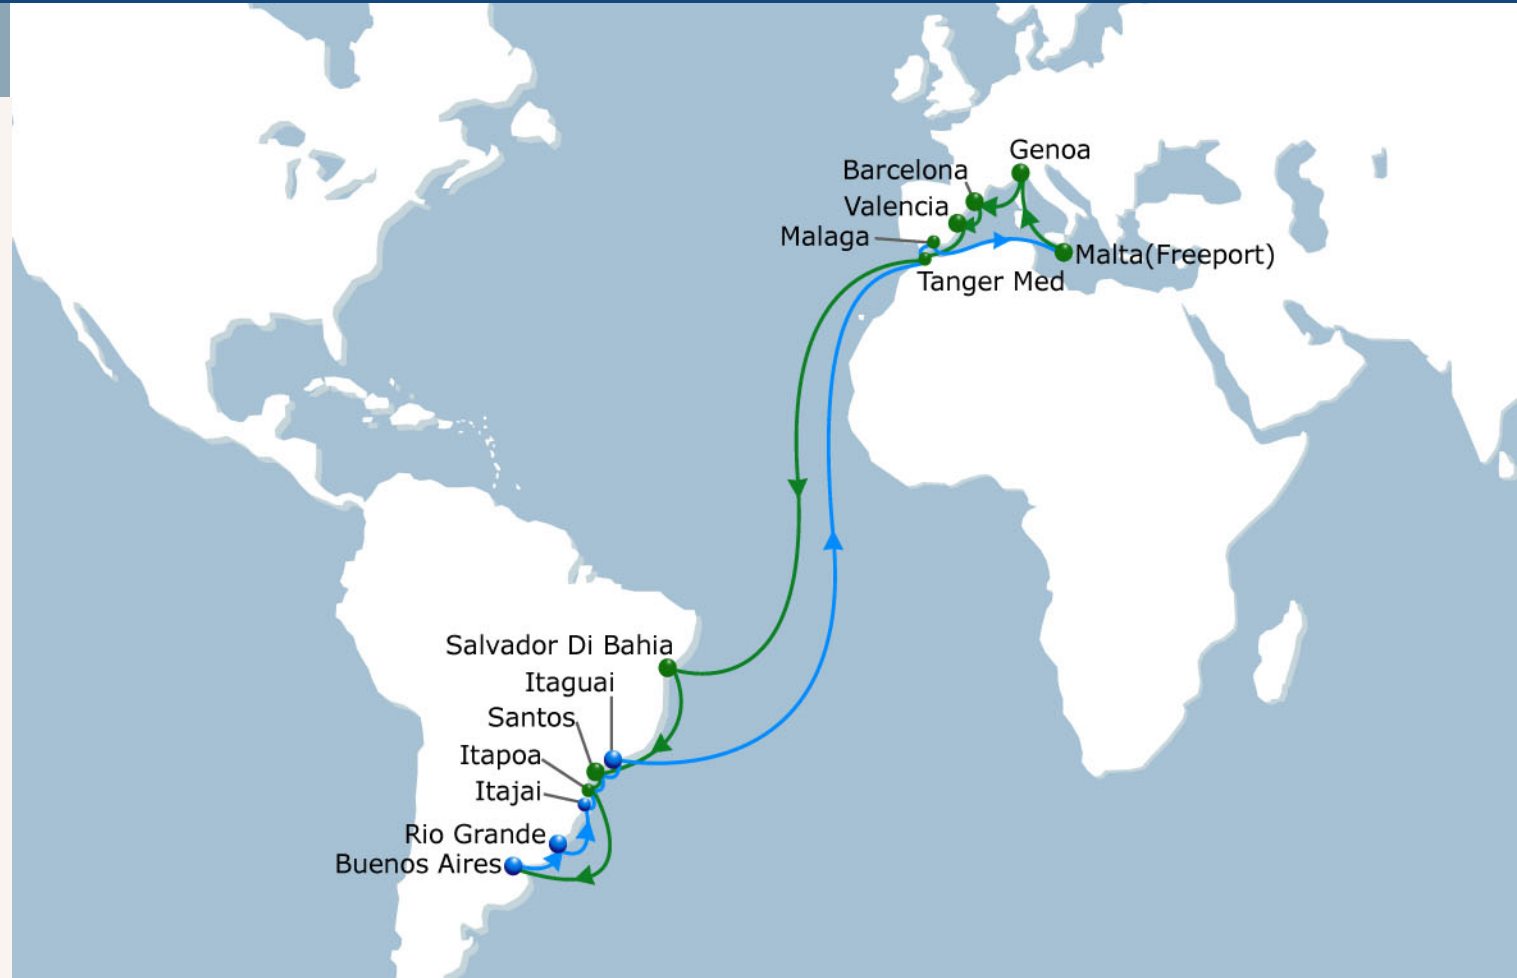 Genoa
Barcelona
Valencia
Malaga
Malta(Freeport)
Tanger Med
Salvador Di Bahia
Itaguai
Santos
Itapoa
Itajai
Rio Grande
Buenos Aires